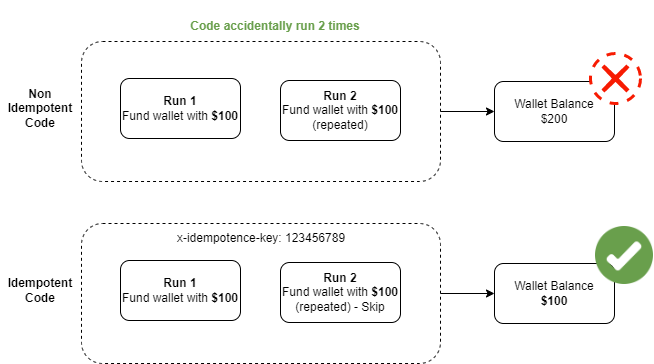 Code accidentally run 2 times
Non
Idempotent
Code
Run 1
Fund wallet with $100
Run 2
Fund wallet with $100
(repeated)
Wallet Balance
$200
x-idempotence-key: 123456789
Idempotent
Code
Run 1
Fund wallet with $100
Run 2
Fund wallet with $100
(repeated) - Skip
Wallet Balance
$100